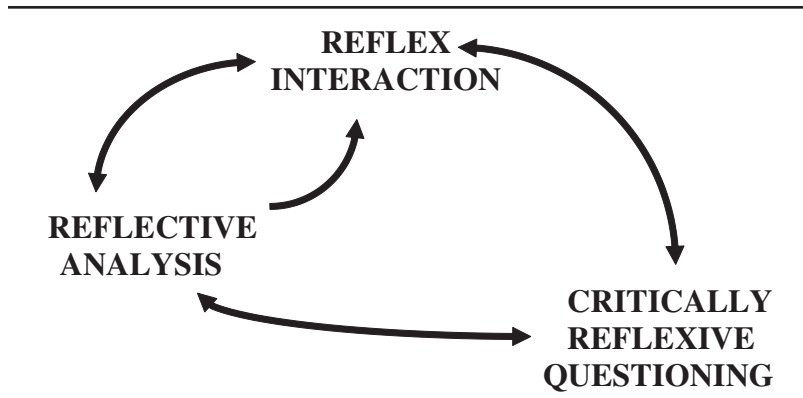 REFLEX
INTERACTION
REFLECTIVE
ANALYSIS
CRITICALLY
REFLEXIVE
QUESTIONING